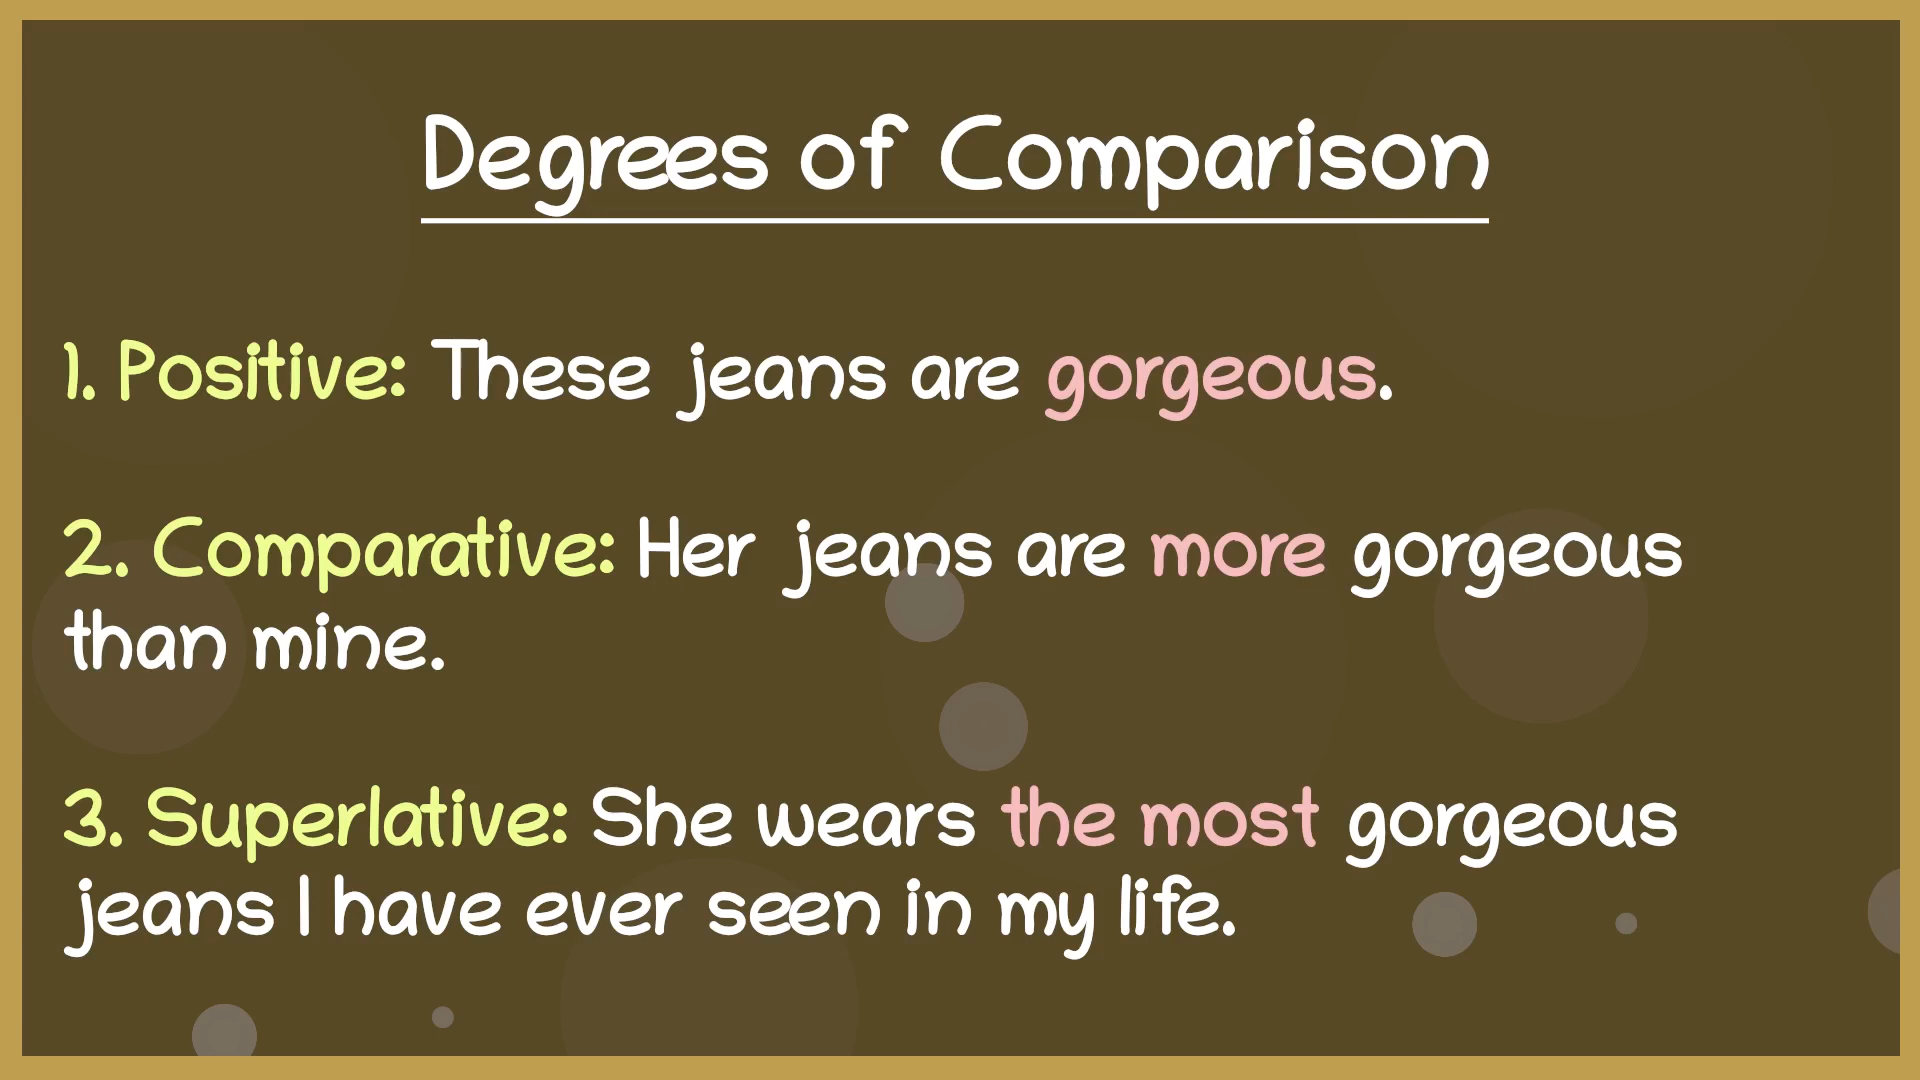 Degrees of Comparison
1. Positive: These jeans are gorgeous.
2. Comparative: Her jeans are more gorgeous
than mine.
3. Superlative: She wears the most gorgeous
jeans I have ever seen in my life.